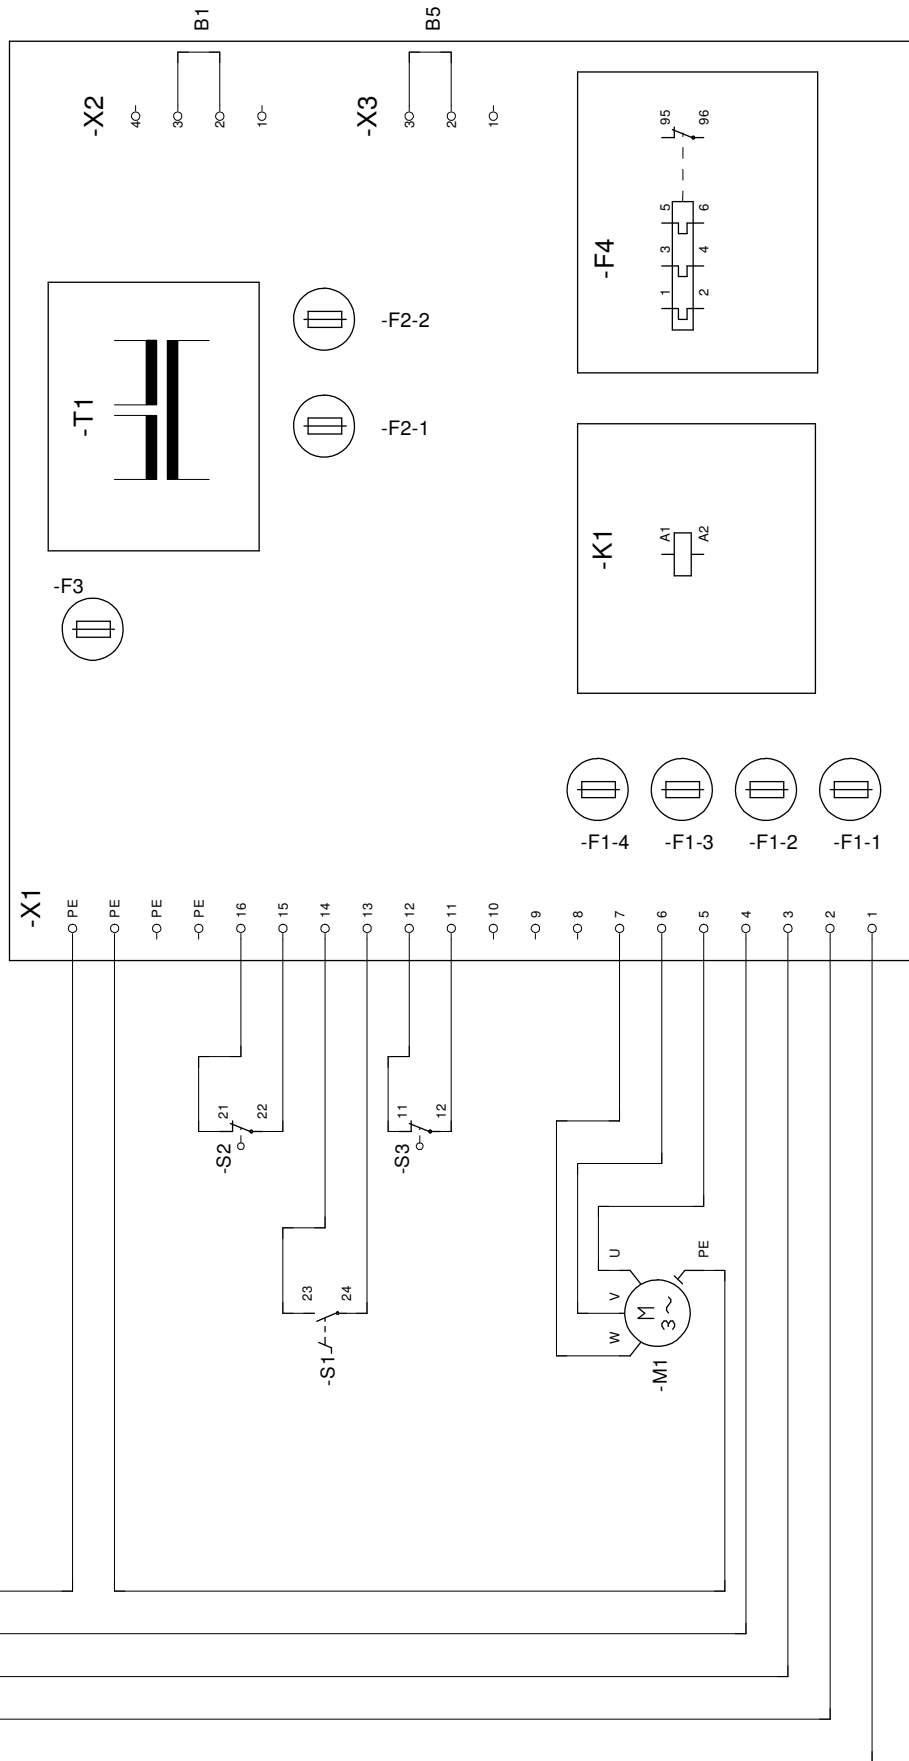 B1
B5
-X2
4
3
2
1
-X3
3
2
1
-F4
1
3
5
95
2
4
6
96
-T1
-F2-2
-F2-1
-K1
A1
A2
-F3
-F1-4
-F1-3
-F1-2
-F1-1
-X1
PE
PE
PE
PE
16
15
14
13
12
11
10
9
8
7
6
5
4
3
2
1
21
22
-S2
11
12
-S3
23
24
-S1
U
V
W
PE
M
3~
-M1